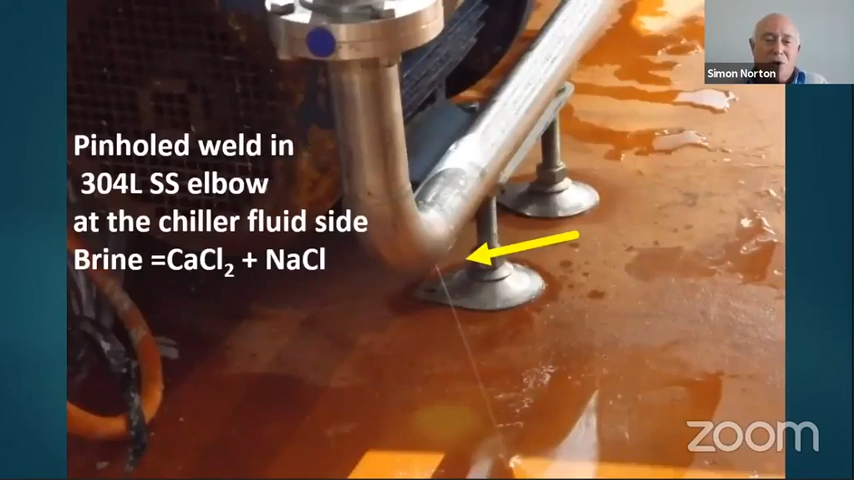 Simon Norton
Pinholed weld in
304L SS elbow
at the chiller fluid side
Brine =CaCl₂ + NaCl
zoom